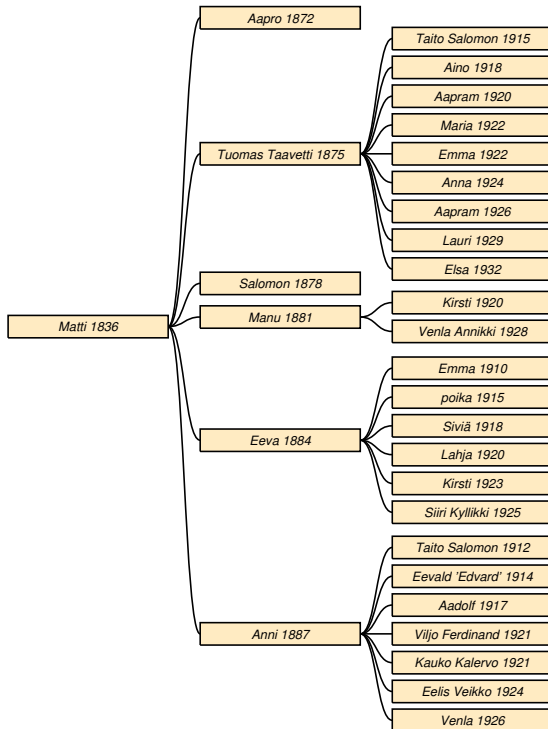 Matti 1836
Aapro 1872
Tuomas Taavetti 1875
Taito Salomon 1915
Aino 1918
Aapram 1920
Maria 1922
Emma 1922
Anna 1924
Aapram 1926
Lauri 1929
Elsa 1932
Salomon 1878
Manu 1881
Kirsti 1920
Venla Annikki 1928
Eeva 1884
Emma 1910
poika 1915
Siviä 1918
Lahja 1920
Kirsti 1923
Siiri Kyllikki 1925
Anni 1887
Taito Salomon 1912
Eevald 'Edvard' 1914
Aadolf 1917
Viljo Ferdinand 1921
Kauko Kalervo 1921
Eelis Veikko 1924
Venla 1926